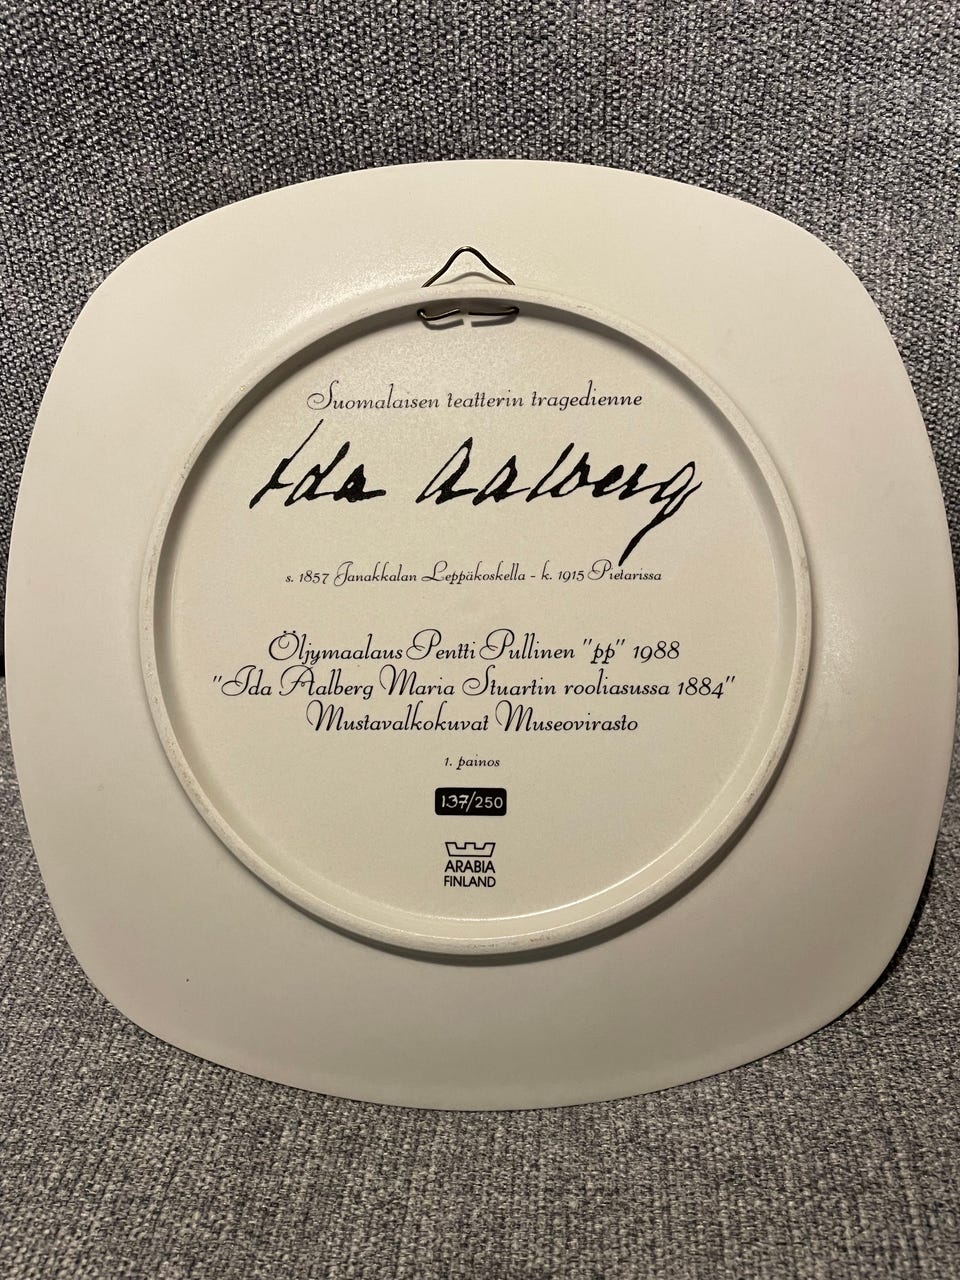 Suomalaisen teatterin tragedienne
Ida Aalberg
s. 1857 Janakkalan Leppäkoskella - k. 1915 Pietarissa
Öljymaalaus Pentti Pullinen "pp" 1988
"Ida Aalberg Maria Stuartin rooliasussa 1884"
Mustavalkokuvat Museovirasto
1. painos
137/250
ARABIA
FINLAND